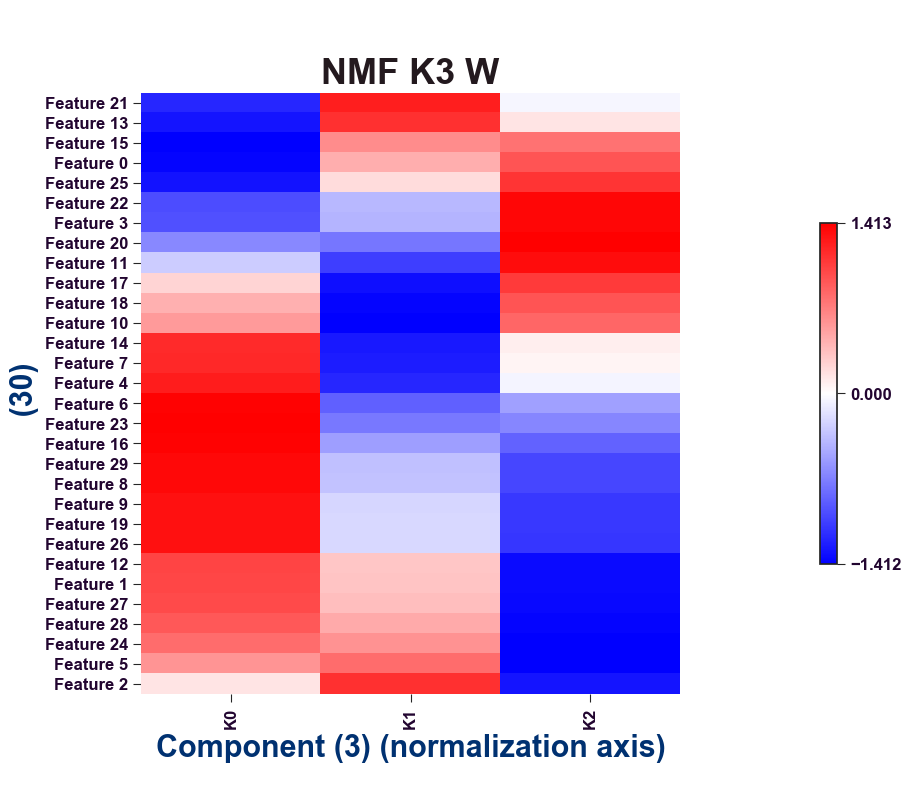 NMF K3 W
Feature 21
Feature 13
Feature 15
Feature 0
Feature 25
Feature 22
Feature 3
Feature 20
Feature 11
Feature 17
Feature 18
Feature 10
Feature 14
Feature 7
Feature 4
Feature 6
Feature 23
Feature 16
Feature 29
Feature 8
Feature 9
Feature 19
Feature 26
Feature 12
Feature 1
Feature 27
Feature 28
Feature 24
Feature 5
Feature 2
(30)
K0
K1
K2
Component (3) (normalization axis)
1.413
0.000
−1.412